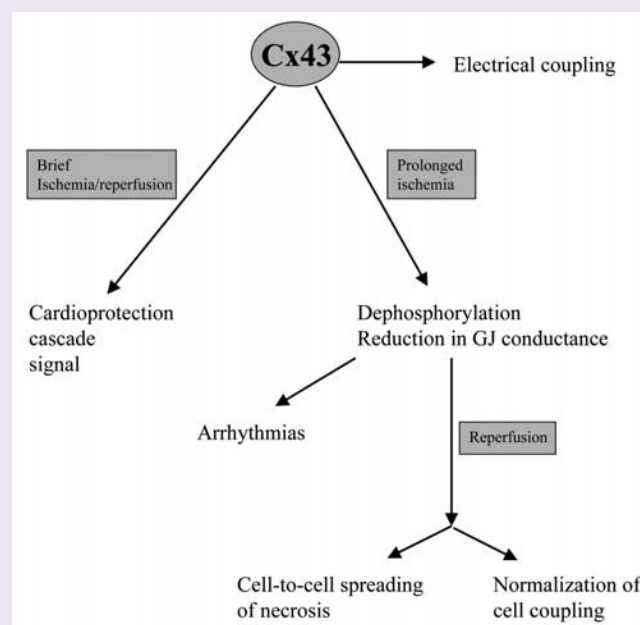 Cx43
Electrical coupling
Brief
Ischemia/reperfusion
Prolonged
ischemia
Cardioprotection
cascade
signal
Dephosphorylation
Reduction in GJ conductance
Arrhythmias
Reperfusion
Cell-to-cell spreading
of necrosis
Normalization of
cell coupling